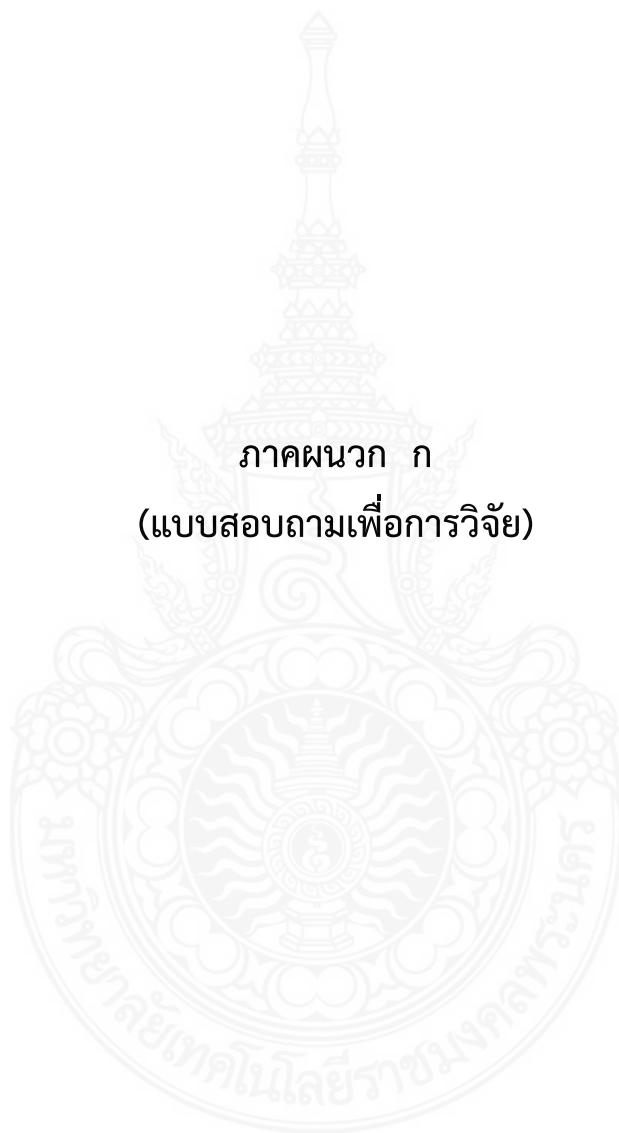 ภาคผนวก ก
(แบบสอบถามเพื่อการวิจัย)
มหาวิทยาลัยเทคโนโลยีราชมงคลพระนคร